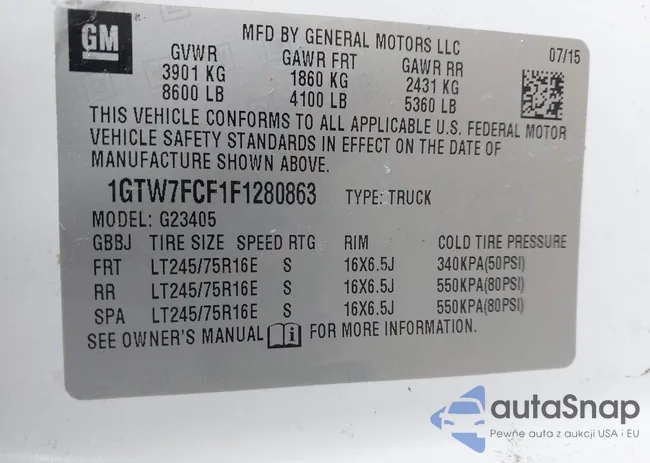 GM
MFD BY GENERAL MOTORS LLC
07/15
GVWR GAWR FRT GAWR RR
3901 KG 1860 KG 2431 KG
8600 LB 4100 LB 5360 LB
THIS VEHICLE CONFORMS TO ALL APPLICABLE U.S. FEDERAL MOTOR
VEHICLE SAFETY STANDARDS IN EFFECT ON THE DATE OF
MANUFACTURE SHOWN ABOVE.
1GTW7FCF1F1280863 TYPE: TRUCK
MODEL: G23405
GBBJ TIRE SIZE SPEED RTG RIM COLD TIRE PRESSURE
FRT LT245/75R16E S 16X6.5J 340KPA(50PSI)
RR LT245/75R16E S 16X6.5J 550KPA(80PSI)
SPA LT245/75R16E S 16X6.5J 550KPA(80PSI)
SEE OWNER'S MANUAL FOR MORE INFORMATION.
autaSnap
Pewne auta z aukcji USA i EU